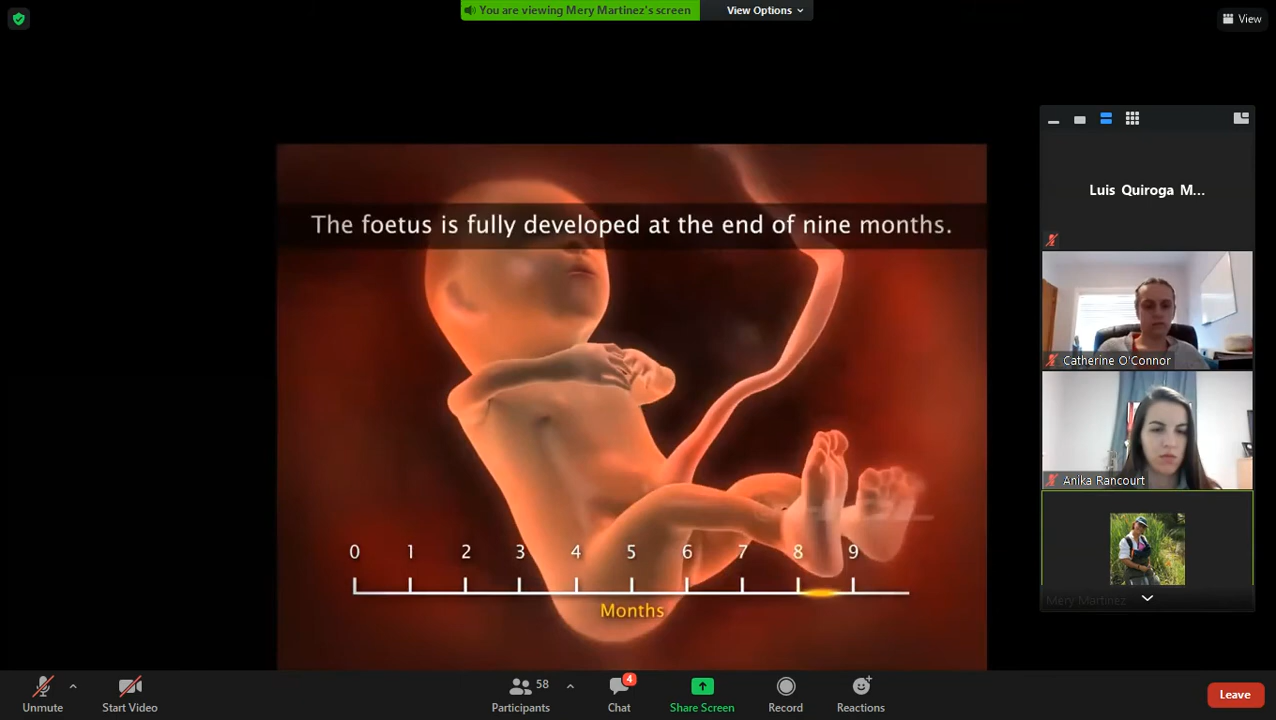 You are viewing Mery Martinez's screen
View Options
View
Luis Quiroga M...
The foetus is fully developed at the end of nine months.
Catherine O'Connor
Anika Rancourt
0 1 2 3 4 5 6 7 8 9
Months
Mery Martinez
Unmute
Start Video
58
Participants
4
Chat
Share Screen
Record
Reactions
Leave